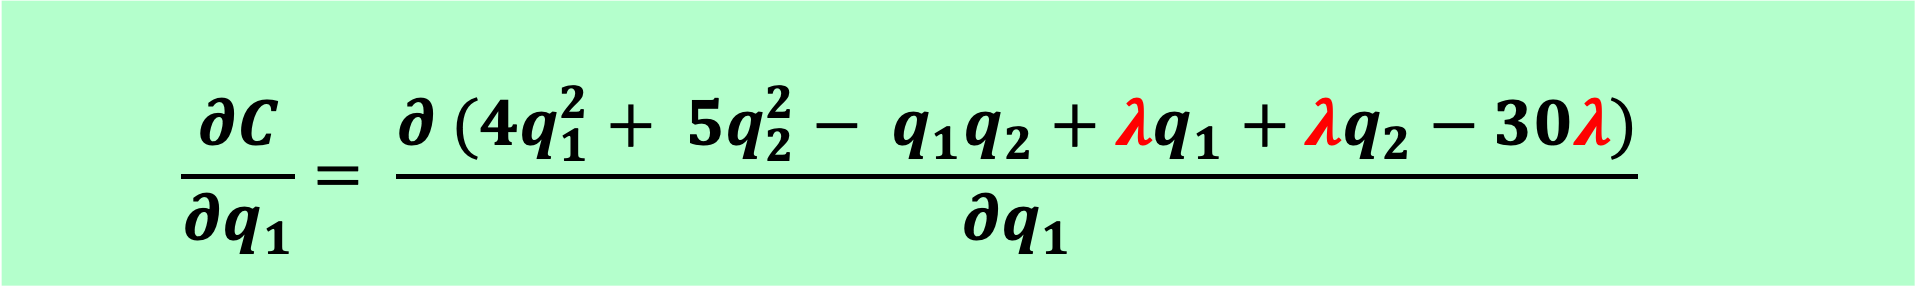 ∂C/∂q₁ = ∂ (4q₁² + 5q₂² − q₁q₂ + λq₁ + λq₂ − 30λ)/∂q₁